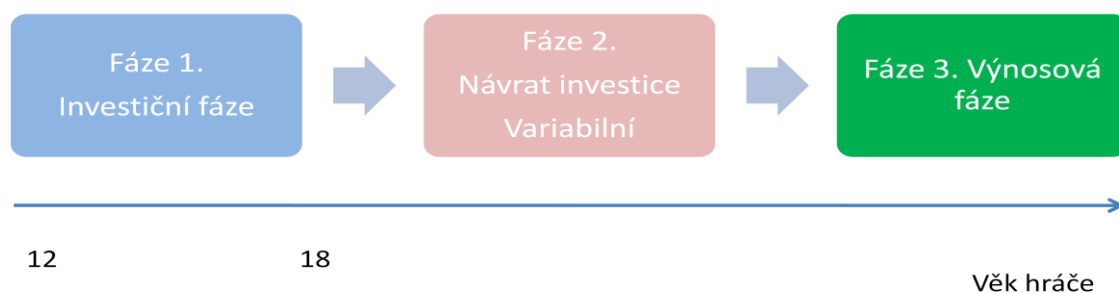 Fáze 1.
Investiční fáze
Fáze 2.
Návrat investice
Variabilní
Fáze 3. Výnosová
fáze
12
18
Věk hráče